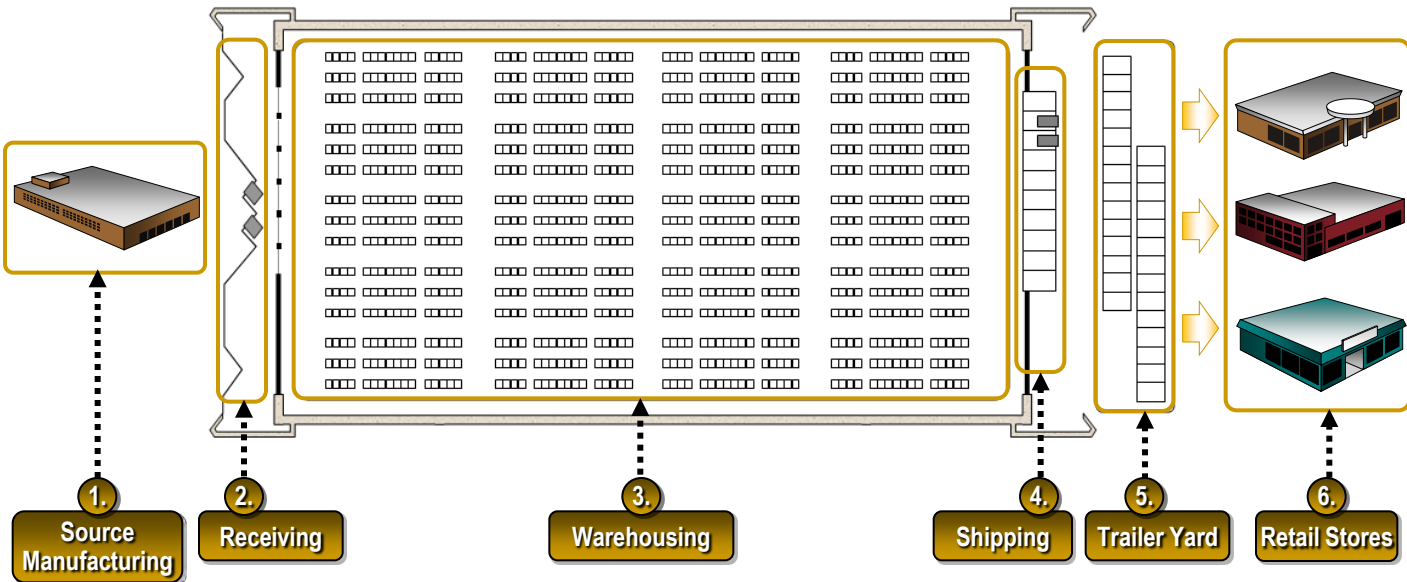 1.
Source
Manufacturing
2.
Receiving
3.
Warehousing
4.
Shipping
5.
Trailer Yard
6.
Retail Stores